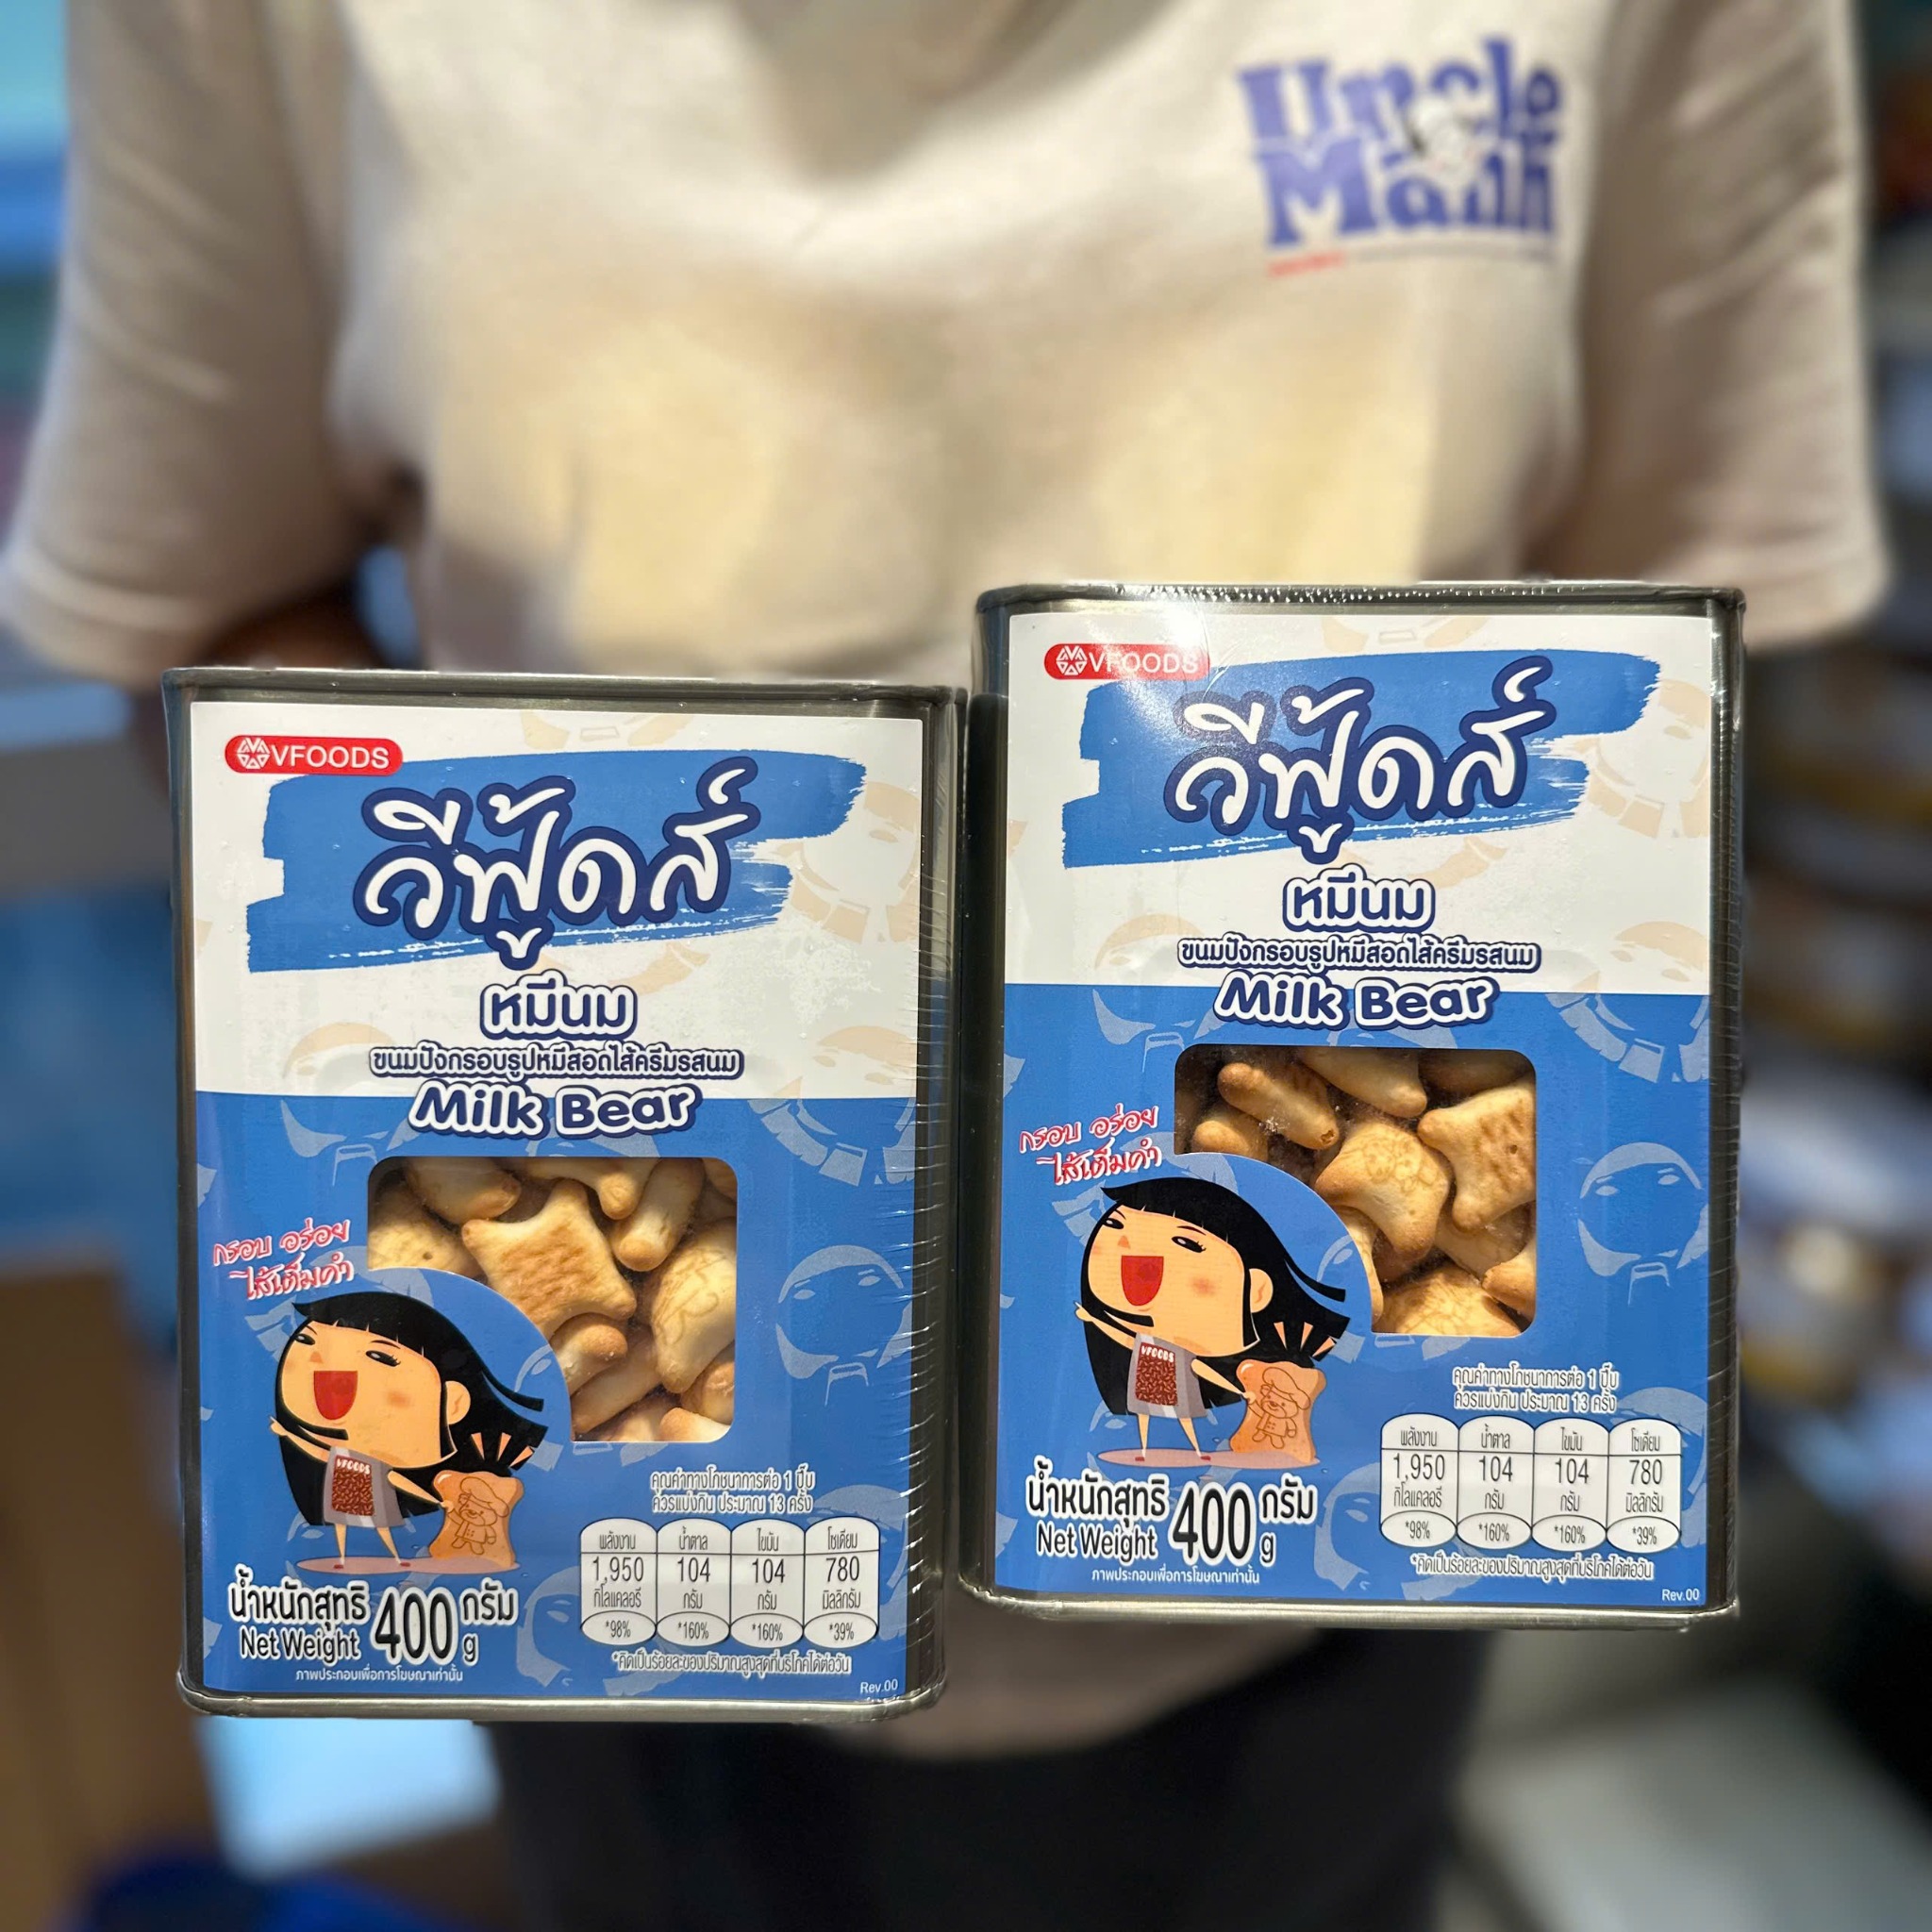 Uncle
Mann
VFOODS
วีฟู้ดส์
หมีนม
ขนมปังกรอบรูปหมีสอดไส้ครีมรสนม
Milk Bear
กรอบ อร่อย
ไส้เต็มคำ
VFOODS
คุณค่าทางโภชนาการต่อ 1 ปี๊บ
ควรแบ่งกิน ประมาณ 13 ครั้ง
พลังงาน น้ำตาล ไขมัน โซเดียม
1,950 104 104 780
กิโลแคลอรี กรัม กรัม มิลลิกรัม
*98% *160% *160% *39%
*คิดเป็นร้อยละของปริมาณสูงสุดที่บริโภคได้ต่อวัน
น้ำหนักสุทธิ 400 กรัม
Net Weight g
ภาพประกอบเพื่อการโฆษณาเท่านั้น
Rev.00
VFOODS
วีฟู้ดส์
หมีนม
ขนมปังกรอบรูปหมีสอดไส้ครีมรสนม
Milk Bear
กรอบ อร่อย
ไส้เต็มคำ
VFOODS
คุณค่าทางโภชนาการต่อ 1 ปี๊บ
ควรแบ่งกิน ประมาณ 13 ครั้ง
พลังงาน น้ำตาล ไขมัน โซเดียม
1,950 104 104 780
กิโลแคลอรี กรัม กรัม มิลลิกรัม
*98% *160% *160% *39%
*คิดเป็นร้อยละของปริมาณสูงสุดที่บริโภคได้ต่อวัน
น้ำหนักสุทธิ 400 กรัม
Net Weight g
ภาพประกอบเพื่อการโฆษณาเท่านั้น
Rev.00